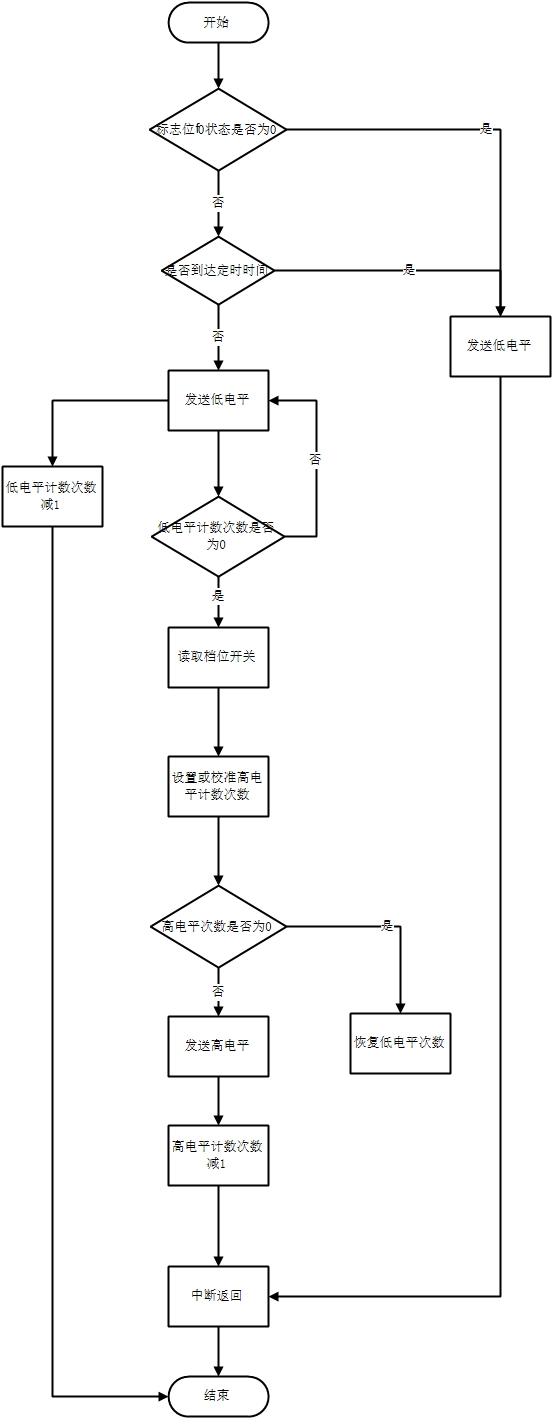 开始
标志位f0状态是否为0
是
否
是否到达定时时间
是
否
发送低电平
发送低电平
否
低电平计数次数
减1
低电平计数次数是否
为0
是
读取档位开关
设置或校准高电
平计数次数
高电平次数是否为0
是
否
发送高电平
恢复低电平次数
高电平计数次数
减1
中断返回
结束